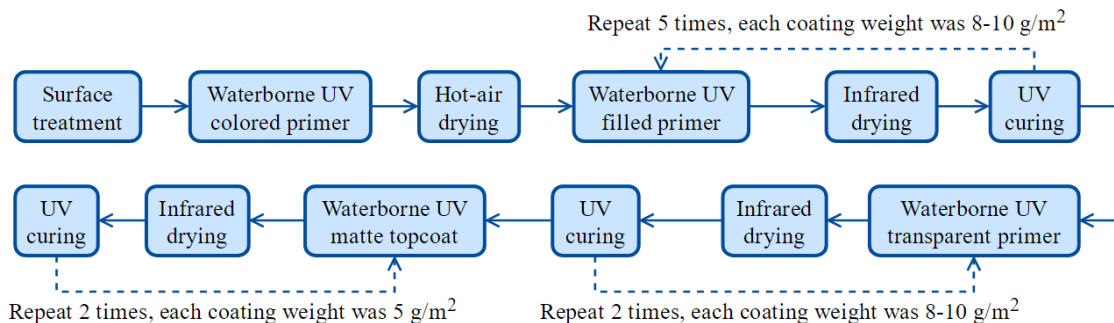 Repeat 5 times, each coating weight was 8-10 g/m²
Surface
treatment
Waterborne UV
colored primer
Hot-air
drying
Waterborne UV
filled primer
Infrared
drying
UV
curing
Waterborne UV
transparent primer
Infrared
drying
UV
curing
Waterborne UV
matte topcoat
Infrared
drying
UV
curing
Repeat 2 times, each coating weight was 8-10 g/m²
Repeat 2 times, each coating weight was 5 g/m²